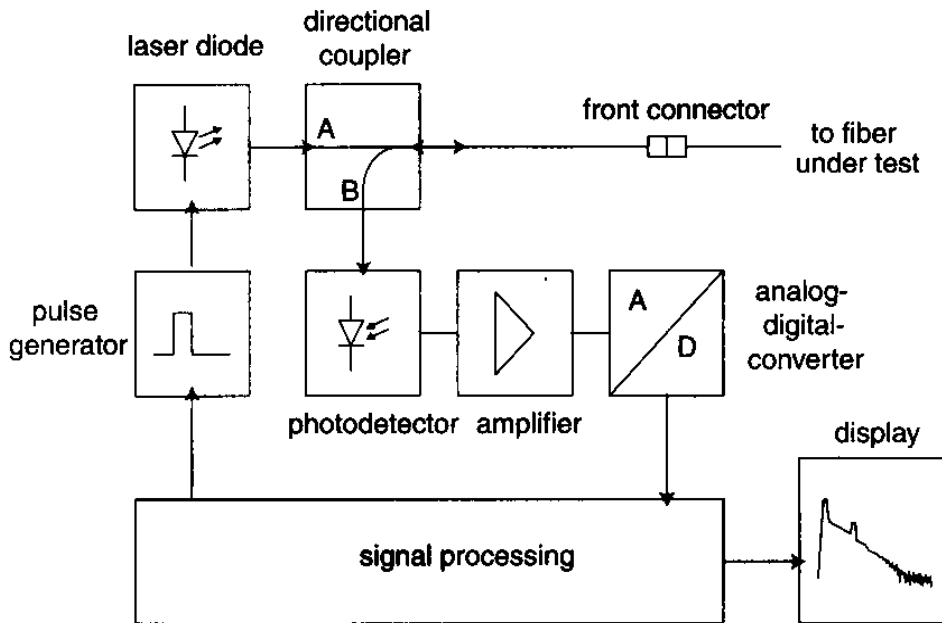 laser diode
directional
coupler
A
B
front connector
to fiber
under test
pulse
generator
A
D
analog-
digital-
converter
photodetector
amplifier
display
signal processing